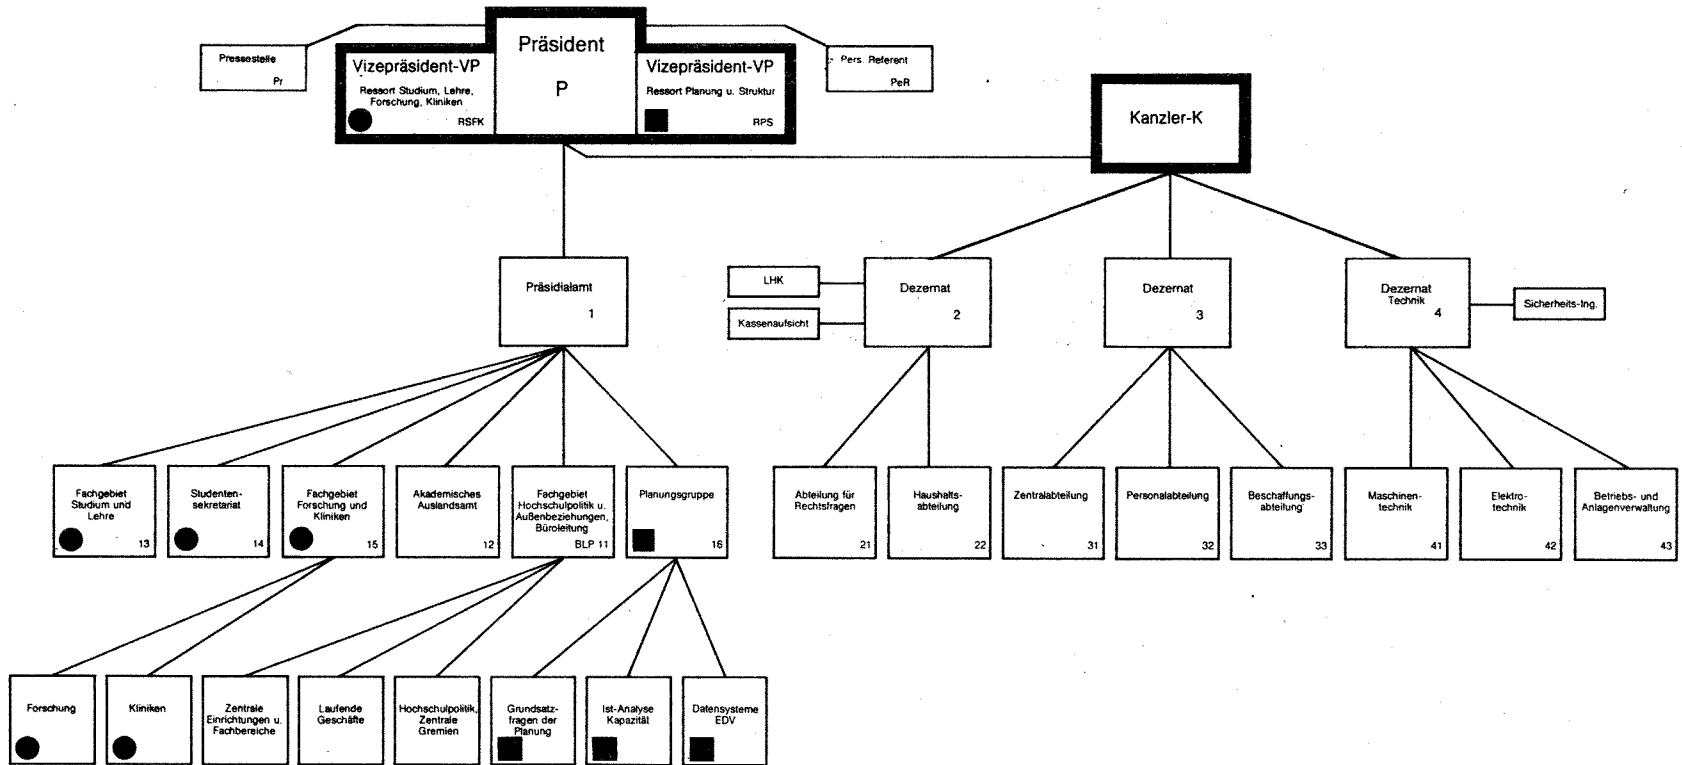 Präsident
P
Pressestelle
Pr
Vizepräsident-VP
Ressort Studium, Lehre,
Forschung, Kliniken
RSFK
Vizepräsident-VP
Ressort Planung u. Struktur
RPS
Pers. Referent
PeR
Kanzler-K
Präsidialamt
1
LHK
Kassenaufsicht
Dezernat
2
Dezernat
3
Dezernat
Technik
4
Sicherheits-Ing.
Fachgebiet
Studium und
Lehre
13
Studenten-
sekretariat
14
Fachgebiet
Forschung und
Kliniken
15
Akademisches
Auslandsamt
12
Fachgebiet
Hochschulpolitik u.
Außenbeziehungen,
Büroleitung
BLP 11
Planungsgruppe
16
Abteilung für
Rechtsfragen
21
Haushalts-
abteilung
22
Zentralabteilung
31
Personalabteilung
32
Beschaffungs-
abteilung
33
Maschinen-
technik
41
Elektro-
technik
42
Betriebs- und
Anlagenverwaltung
43
Forschung
Kliniken
Zentrale
Einrichtungen u.
Fachbereiche
Laufende
Geschäfte
Hochschulpolitik,
Zentrale
Gremien
Grundsatz-
fragen der
Planung
Ist-Analyse
Kapazität
Datensysteme
EDV